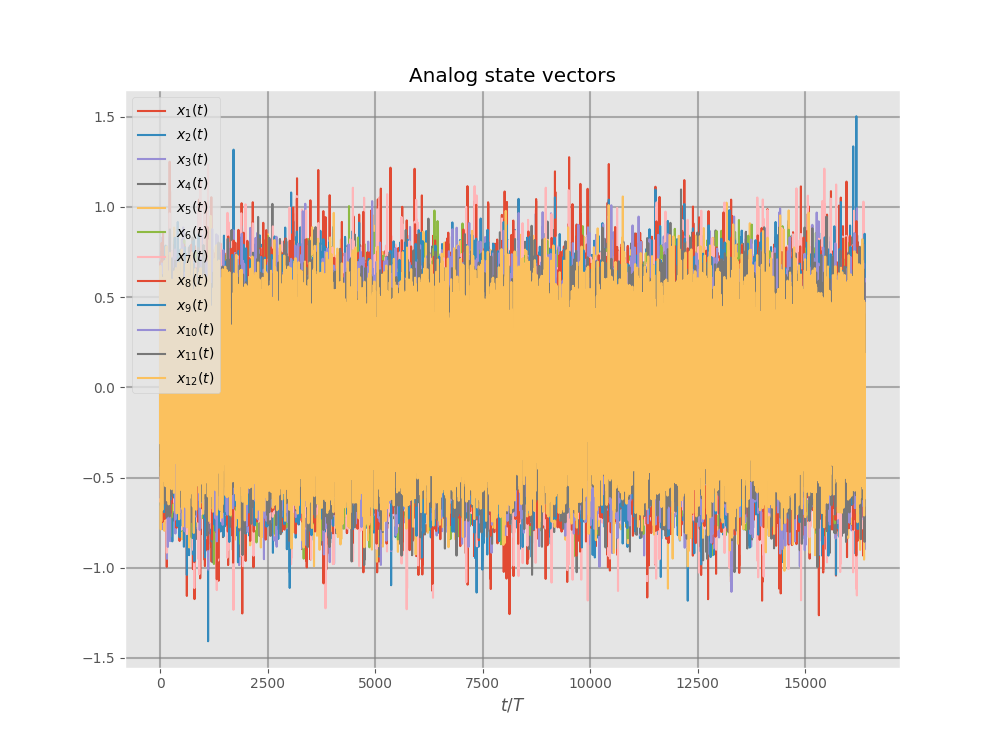 Analog state vectors
1.5
1.0
0.5
0.0
−0.5
−1.0
−1.5
x₁(t)
x₂(t)
x₃(t)
x₄(t)
x₅(t)
x₆(t)
x₇(t)
x₈(t)
x₉(t)
x₁₀(t)
x₁₁(t)
x₁₂(t)
0 2500 5000 7500 10000 12500 15000
t/T